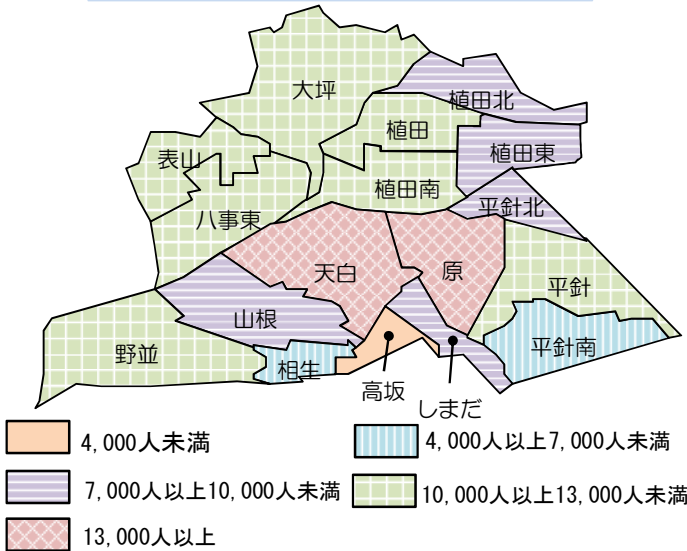 大坪
植田北
植田
植田東
表山
植田南
八事東
平針北
天白
原
平針
山根
野並
相生
平針南
高坂
しまだ
4,000人未満
4,000人以上7,000人未満
7,000人以上10,000人未満
10,000人以上13,000人未満
13,000人以上